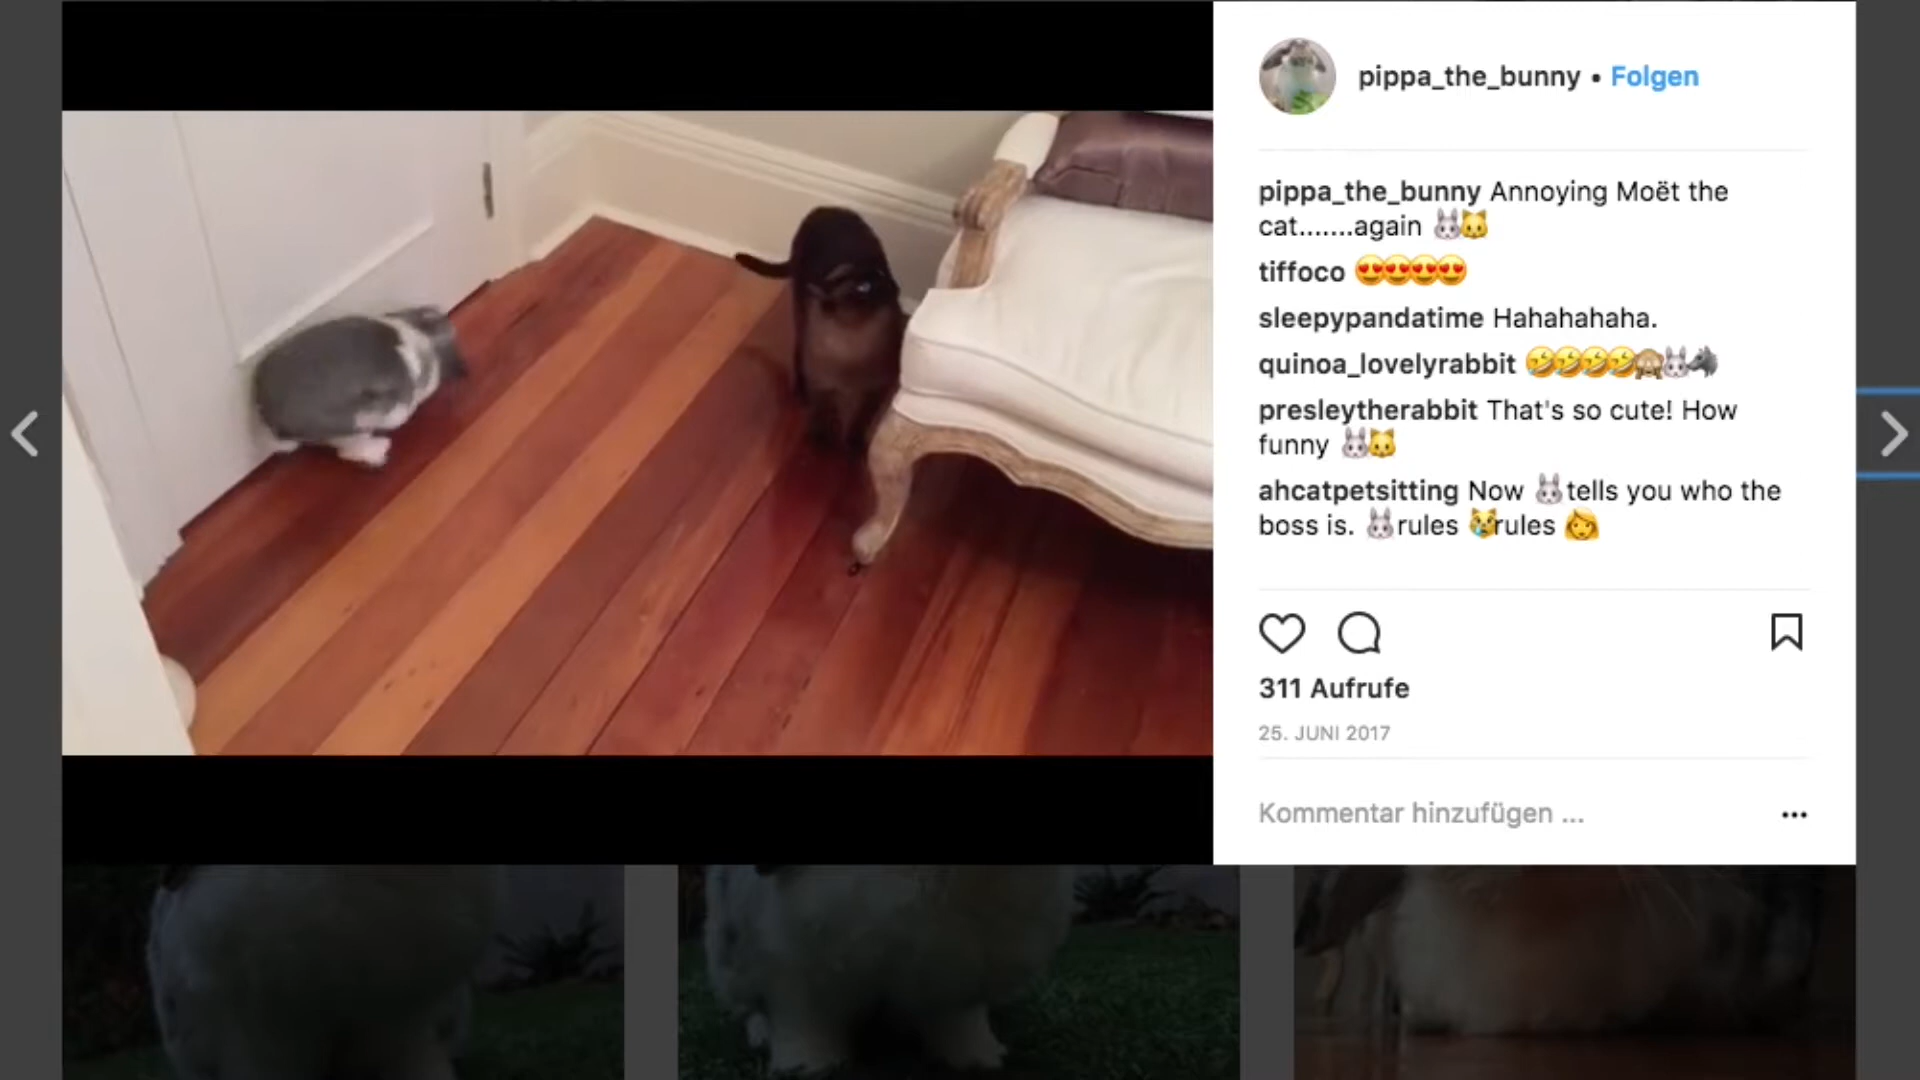 pippa_the_bunny • Folgen
pippa_the_bunny Annoying Moët the
cat.......again 🐰🐱
tiffoco 😍😍😍😍
sleepypandatime Hahahahaha.
quinoa_lovelyrabbit 🤣🤣🤣🤣🙈🐰🦓
presleytherabbit That's so cute! How
funny 🐰🐱
ahcatpetsitting Now 🐰tells you who the
boss is. 🐰rules 😿rules 👩
311 Aufrufe
25. JUNI 2017
Kommentar hinzufügen ...